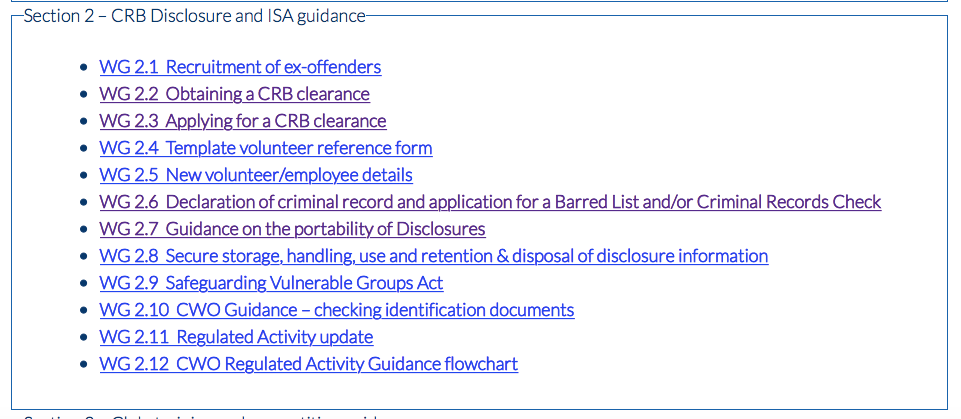 Section 2 – CRB Disclosure and ISA guidance
WG 2.1 Recruitment of ex-offenders
WG 2.2 Obtaining a CRB clearance
WG 2.3 Applying for a CRB clearance
WG 2.4 Template volunteer reference form
WG 2.5 New volunteer/employee details
WG 2.6 Declaration of criminal record and application for a Barred List and/or Criminal Records Check
WG 2.7 Guidance on the portability of Disclosures
WG 2.8 Secure storage, handling, use and retention & disposal of disclosure information
WG 2.9 Safeguarding Vulnerable Groups Act
WG 2.10 CWO Guidance – checking identification documents
WG 2.11 Regulated Activity update
WG 2.12 CWO Regulated Activity Guidance flowchart